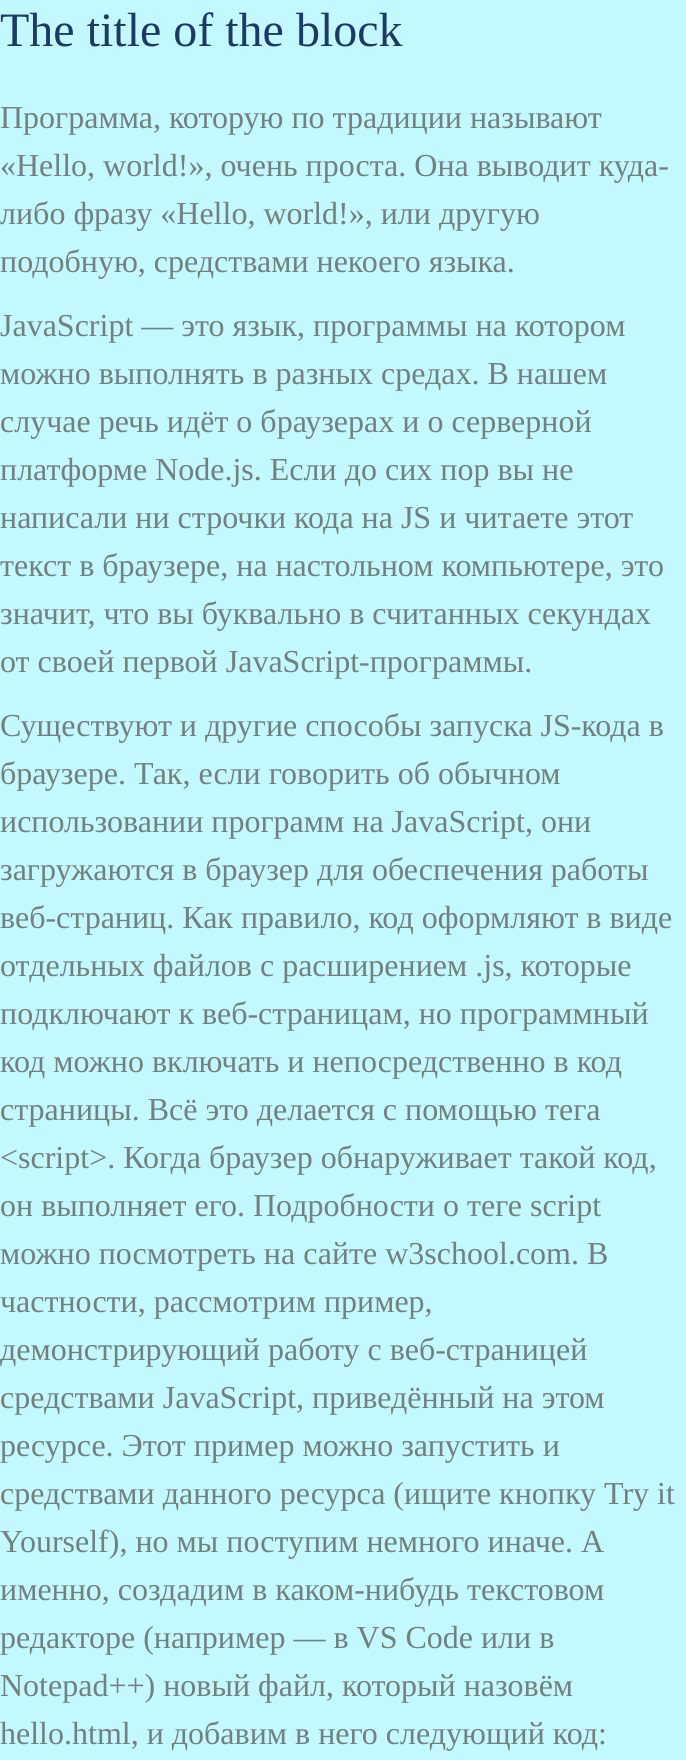 The title of the block
Программа, которую по традиции называют
«Hello, world!», очень проста. Она выводит куда-
либо фразу «Hello, world!», или другую
подобную, средствами некоего языка.
JavaScript — это язык, программы на котором
можно выполнять в разных средах. В нашем
случае речь идёт о браузерах и о серверной
платформе Node.js. Если до сих пор вы не
написали ни строчки кода на JS и читаете этот
текст в браузере, на настольном компьютере, это
значит, что вы буквально в считанных секундах
от своей первой JavaScript-программы.
Существуют и другие способы запуска JS-кода в
браузере. Так, если говорить об обычном
использовании программ на JavaScript, они
загружаются в браузер для обеспечения работы
веб-страниц. Как правило, код оформляют в виде
отдельных файлов с расширением .js, которые
подключают к веб-страницам, но программный
код можно включать и непосредственно в код
страницы. Всё это делается с помощью тега
<script>. Когда браузер обнаруживает такой код,
он выполняет его. Подробности о теге script
можно посмотреть на сайте w3school.com. В
частности, рассмотрим пример,
демонстрирующий работу с веб-страницей
средствами JavaScript, приведённый на этом
ресурсе. Этот пример можно запустить и
средствами данного ресурса (ищите кнопку Try it
Yourself), но мы поступим немного иначе. А
именно, создадим в каком-нибудь текстовом
редакторе (например — в VS Code или в
Notepad++) новый файл, который назовём
hello.html, и добавим в него следующий код: